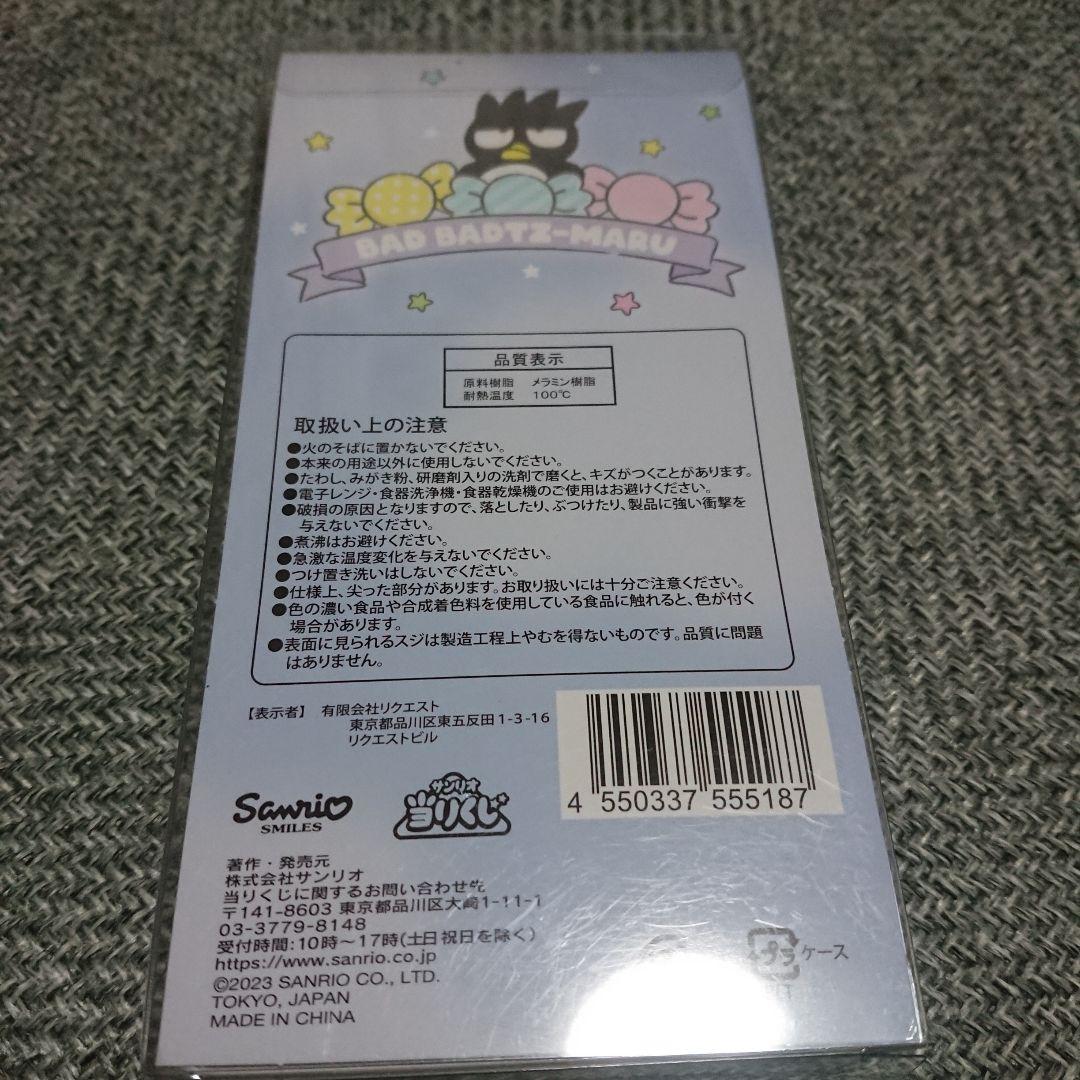 BAD BADTZ-MARU
品質表示
原料樹脂 メラミン樹脂
耐熱温度 100℃
取扱い上の注意
●火のそばに置かないでください。
●本来の用途以外に使用しないでください。
●たわし、みがき粉、研磨剤入りの洗剤で磨くと、キズがつくことがあります。
●電子レンジ・食器洗浄機・食器乾燥機のご使用はお避けください。
●破損の原因となりますので、落としたり、ぶつけたり、製品に強い衝撃を
与えないでください。
●煮沸はお避けください。
●急激な温度変化を与えないでください。
●つけ置き洗いはしないでください。
●仕様上、尖った部分があります。お取り扱いには十分ご注意ください。
●色の濃い食品や合成着色料を使用している食品に触れると、色が付く
場合があります。
●表面に見られるスジは製造工程上やむを得ないものです。品質に問題
はありません。
【表示者】 有限会社リクエスト
東京都品川区東五反田1-3-16
リクエストビル
4 550337 555187
Sanrio
SMILES
サンリオ
当りくじ
著作・発売元
株式会社サンリオ
当りくじに関するお問い合わせ先
〒141-8603 東京都品川区大崎1-11-1
03-3779-8148
受付時間:10時〜17時(土日祝日を除く)
https://www.sanrio.co.jp
©2023 SANRIO CO., LTD.
TOKYO, JAPAN
MADE IN CHINA
プラ ケース